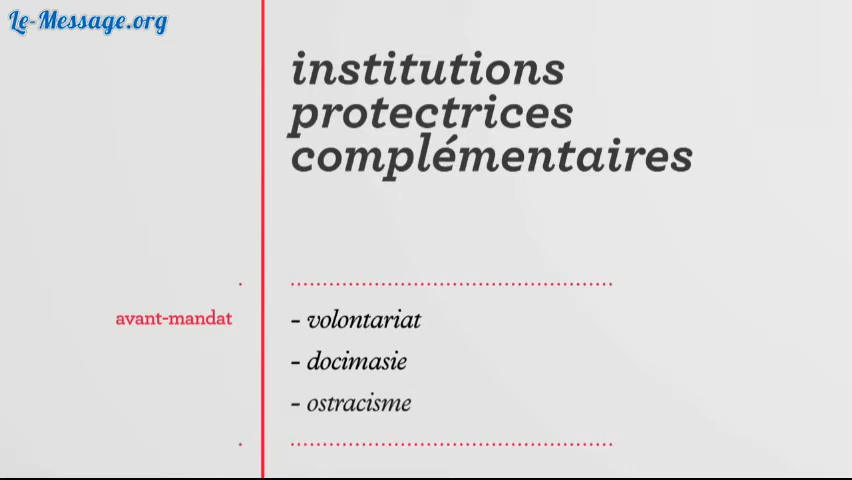 Le-Message.org
institutions
protectrices
complémentaires
avant-mandat
- volontariat
- docimasie
- ostracisme